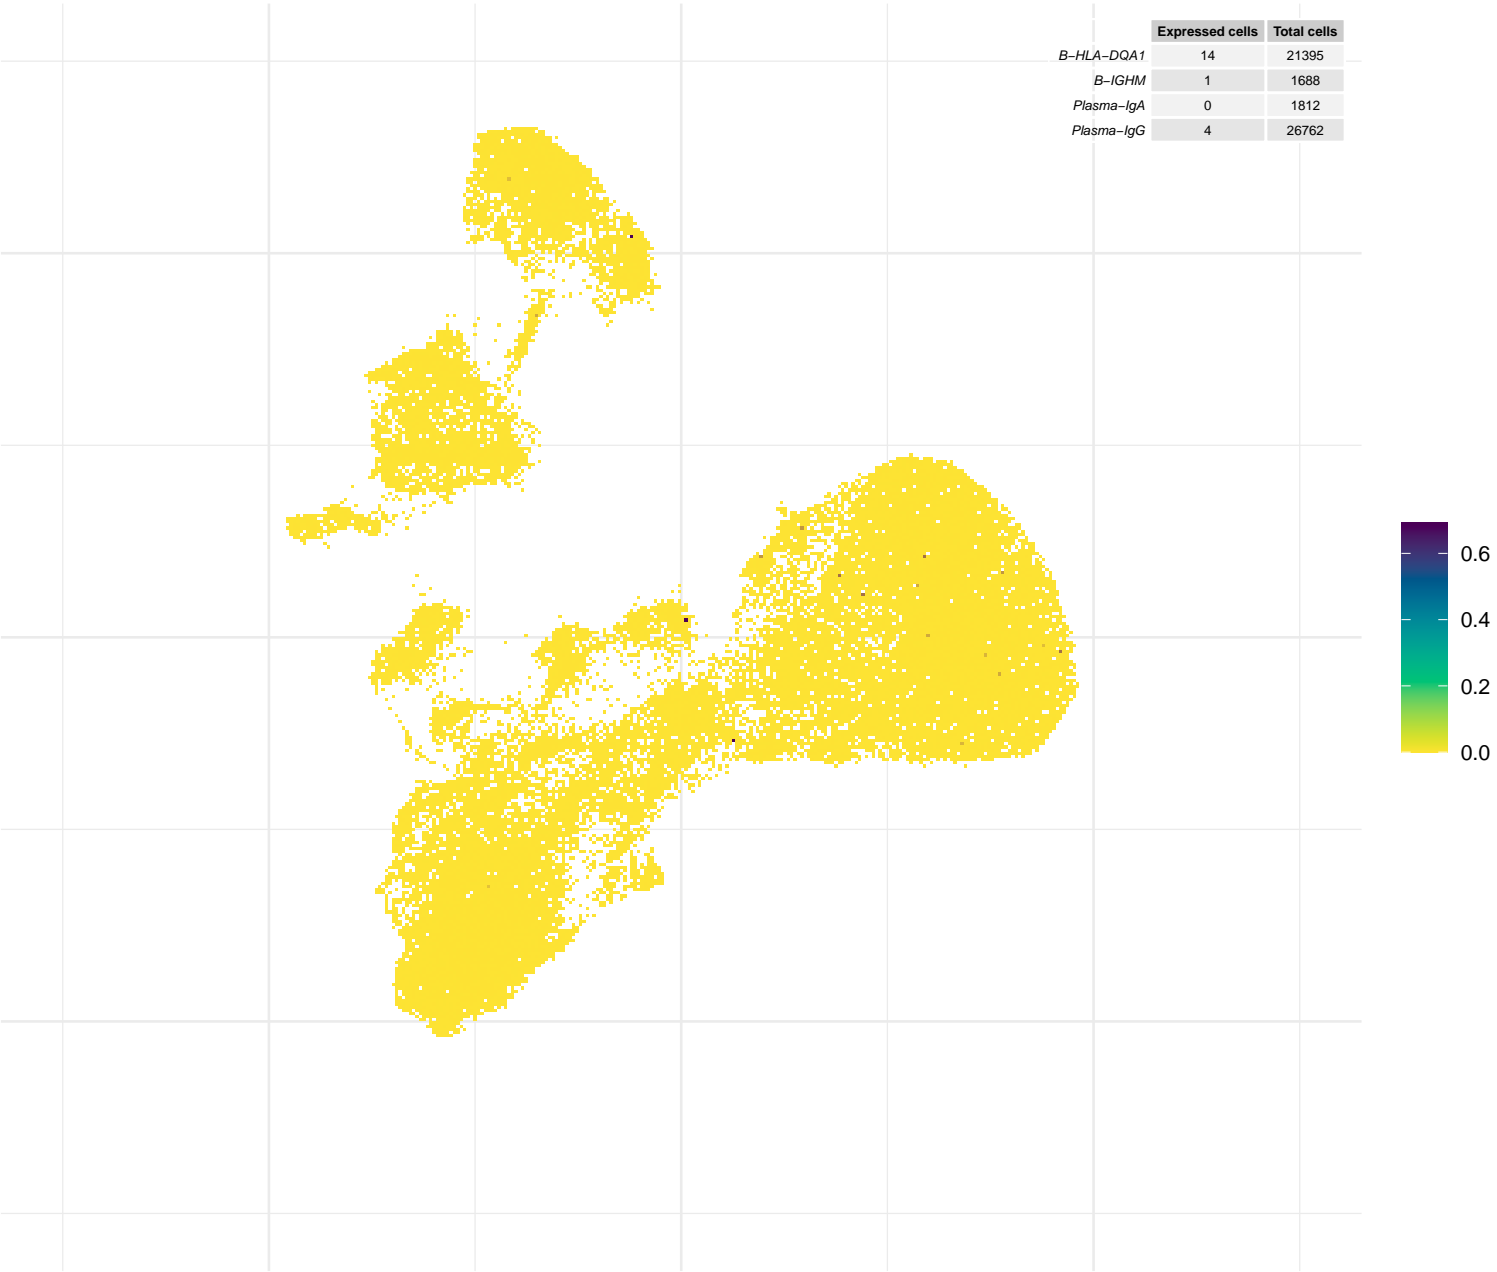 Expressed cells Total cells
B−HLA−DQA1 14 21395
B−IGHM 1 1688
Plasma−IgA 0 1812
Plasma−IgG 4 26762
0.6
0.4
0.2
0.0